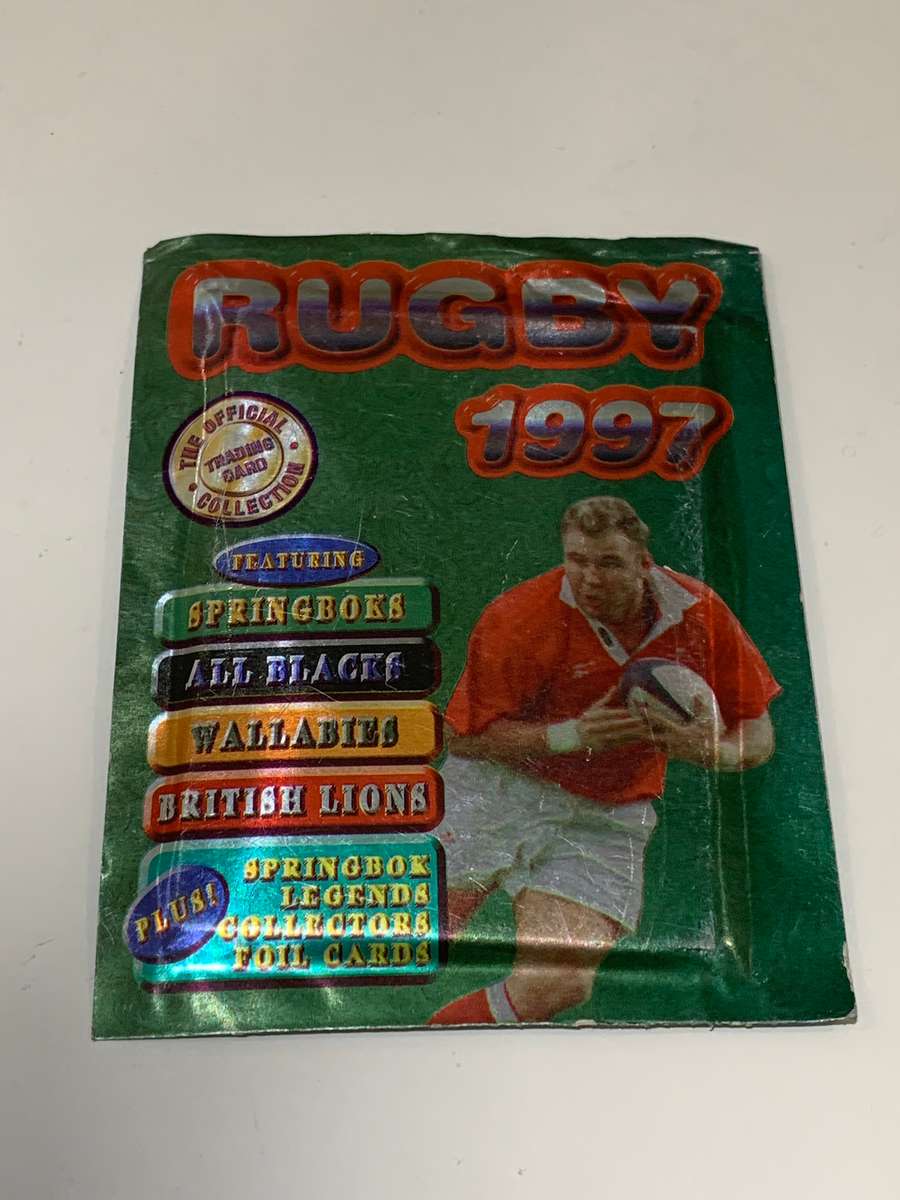 RUGBY
1997
THE OFFICIAL
TRADING
CARD
COLLECTION
FEATURING
SPRINGBOKS
ALL BLACKS
WALLABIES
BRITISH LIONS
PLUS!
SPRINGBOK
LEGENDS
COLLECTORS
FOIL CARDS